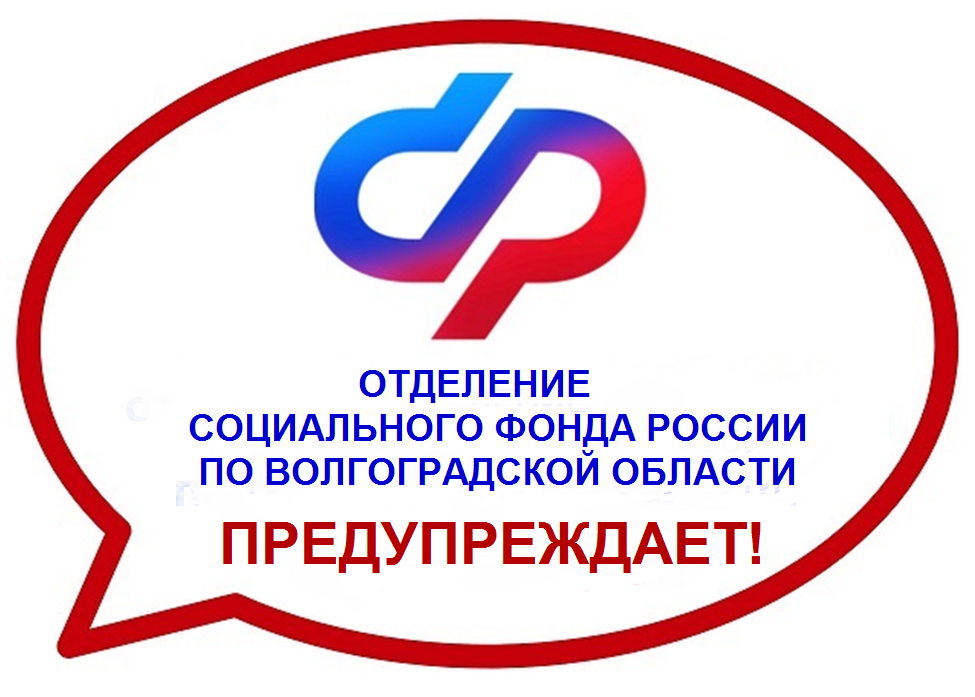 ОТДЕЛЕНИЕ
СОЦИАЛЬНОГО ФОНДА РОССИИ
ПО ВОЛГОГРАДСКОЙ ОБЛАСТИ
ПРЕДУПРЕЖДАЕТ!